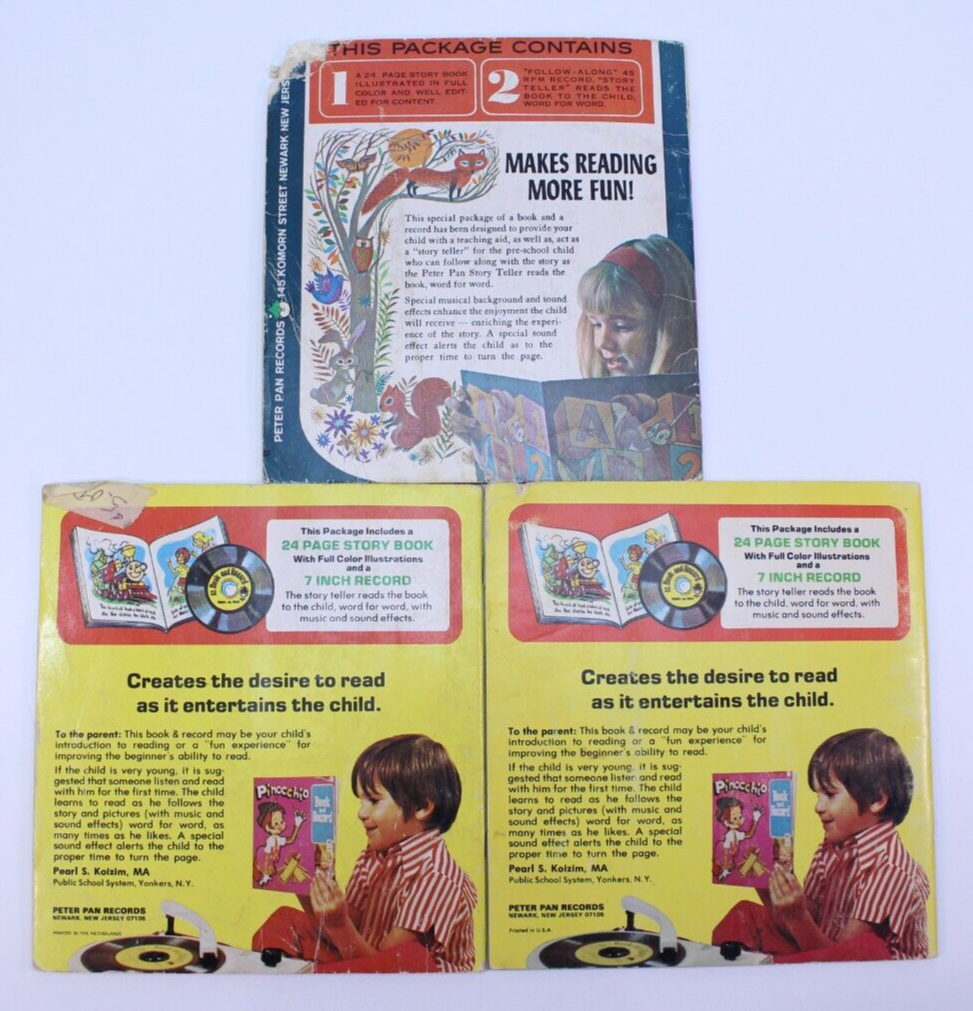 THIS PACKAGE CONTAINS
1
A 24 PAGE STORY BOOK
ILLUSTRATED IN FULL
COLOR AND WELL EDIT-
ED FOR CONTENT.
2
"FOLLOW-ALONG" 45
RPM RECORD. "STORY
TELLER" READS THE
BOOK TO THE CHILD,
WORD FOR WORD.
PETER PAN RECORDS 145 KOMORN STREET NEWARK NEW JERS
MAKES READING
MORE FUN!
This special package of a book and a
record has been designed to provide your
child with a teaching aid, as well as, act as
a "story teller" for the pre-school child
who can follow along with the story as
the Peter Pan Story Teller reads the
book, word for word.
Special musical background and sound
effects enhance the enjoyment the child
will receive — enriching the experi-
ence of the story. A special sound
effect alerts the child as to the
proper time to turn the page.
This Package Includes a
24 PAGE STORY BOOK
With Full Color Illustrations
and a
7 INCH RECORD
The story teller reads the book
to the child, word for word, with
music and sound effects.
Book and Record
Creates the desire to read
as it entertains the child.
To the parent: This book & record may be your child's
introduction to reading or a "fun experience" for
improving the beginner's ability to read.
If the child is very young, it is sug-
gested that someone listen and read
with him for the first time. The child
learns to read as he follows the
story and pictures (with music and
sound effects) word for word, as
many times as he likes. A special
sound effect alerts the child to the
proper time to turn the page.
Pearl S. Koizim, MA
Public School System, Yonkers, N.Y.
Pinocchio
Book
and
Record
PETER PAN RECORDS
NEWARK, NEW JERSEY 07105
PRINTED IN THE NETHERLANDS
This Package Includes a
24 PAGE STORY BOOK
With Full Color Illustrations
and a
7 INCH RECORD
The story teller reads the book
to the child, word for word, with
music and sound effects.
Book and Record
Creates the desire to read
as it entertains the child.
To the parent: This book & record may be your child's
introduction to reading or a "fun experience" for
improving the beginner's ability to read.
If the child is very young, it is sug-
gested that someone listen and read
with him for the first time. The child
learns to read as he follows the
story and pictures (with music and
sound effects) word for word, as
many times as he likes. A special
sound effect alerts the child to the
proper time to turn the page.
Pearl S. Koizim, MA
Public School System, Yonkers, N.Y.
Pinocchio
Book
and
Record
PETER PAN RECORDS
NEWARK, NEW JERSEY 07105
Printed in U.S.A.